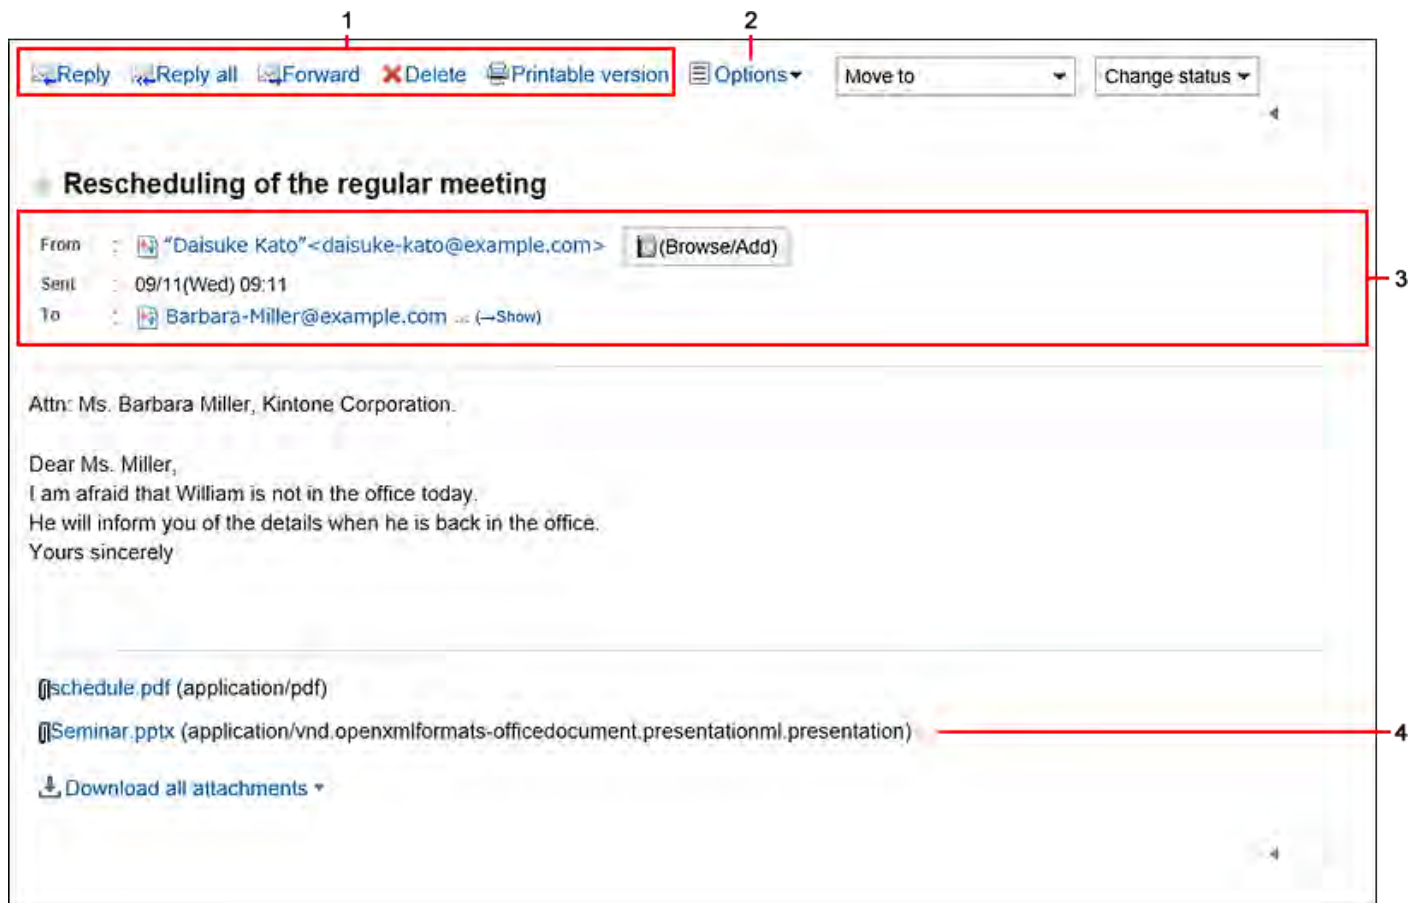 1 2
Reply Reply all Forward Delete Printable version Options Move to Change status
Rescheduling of the regular meeting
From : "Daisuke Kato"<daisuke-kato@example.com> (Browse/Add)
3
Sent : 09/11(Wed) 09:11
To : Barbara-Miller@example.com ... (→Show)
Attn: Ms. Barbara Miller, Kintone Corporation.
Dear Ms. Miller,
I am afraid that William is not in the office today.
He will inform you of the details when he is back in the office.
Yours sincerely
schedule.pdf (application/pdf)
Seminar.pptx (application/vnd.openxmlformats-officedocument.presentationml.presentation) 4
Download all attachments